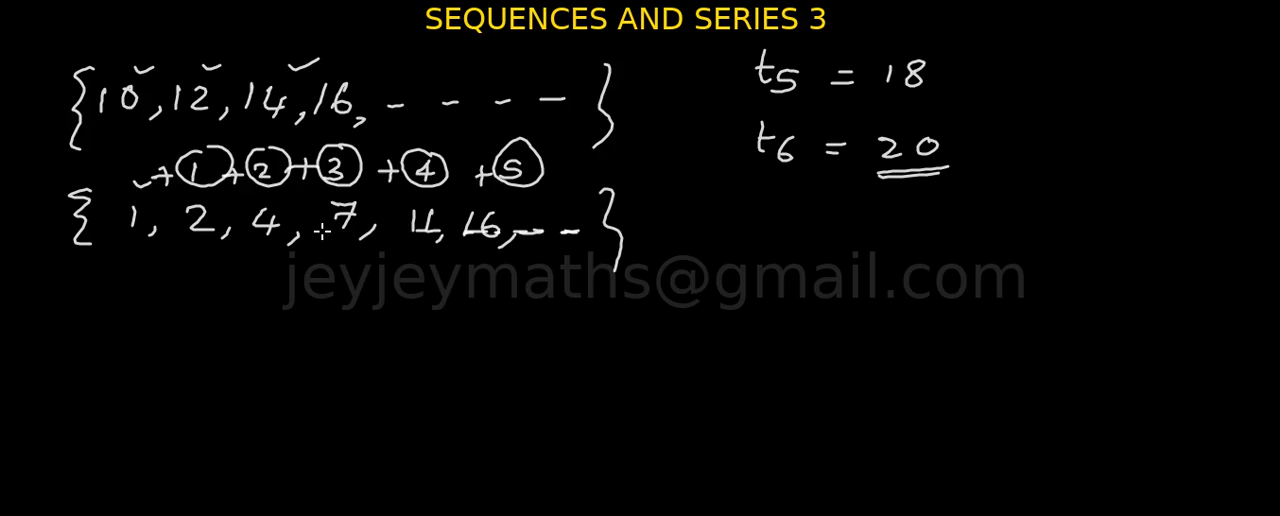 SEQUENCES AND SERIES 3
{10, 12, 14, 16, - - - - }
t5 = 18
t6 = 20
+1 +2 +3 +4 +5
{ 1, 2, 4, 7, 11, 16, - - }
jeyjeymaths@gmail.com